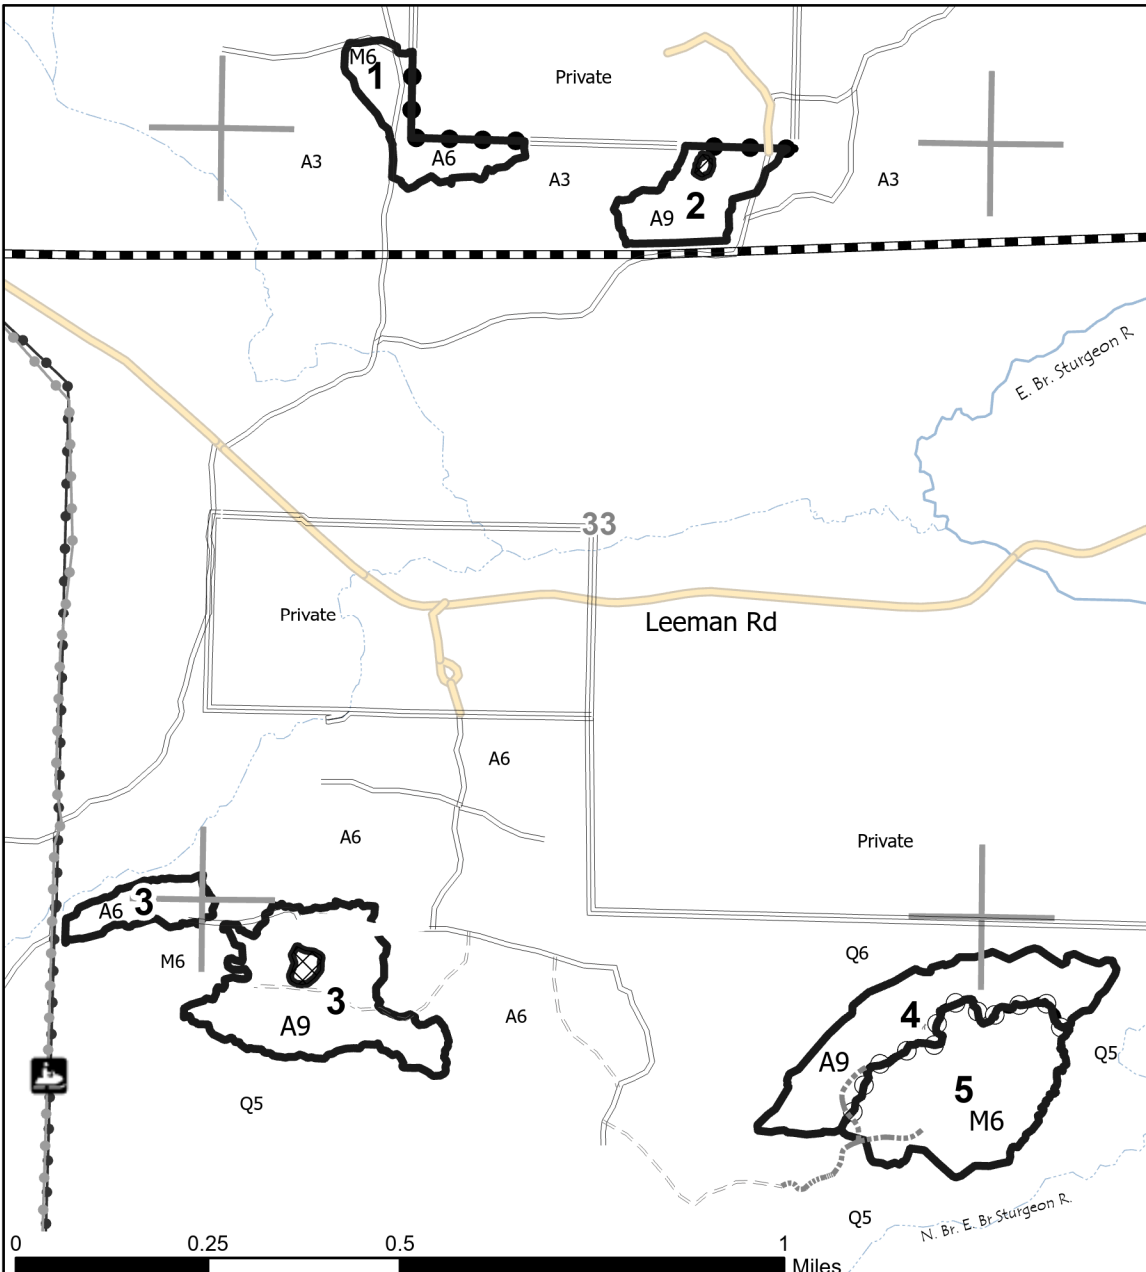 M6
1
Private
A3
A6
A3
A3
A9
2
E. Br. Sturgeon R
33
Private
Leeman Rd
A6
A6
Private
A6
3
M6
Q6
3
A9
A6
4
A9
Q5
5
M6
Q5
Q5
N. Br. E. Br Sturgeon R.
0
0.25
0.5
1
Miles